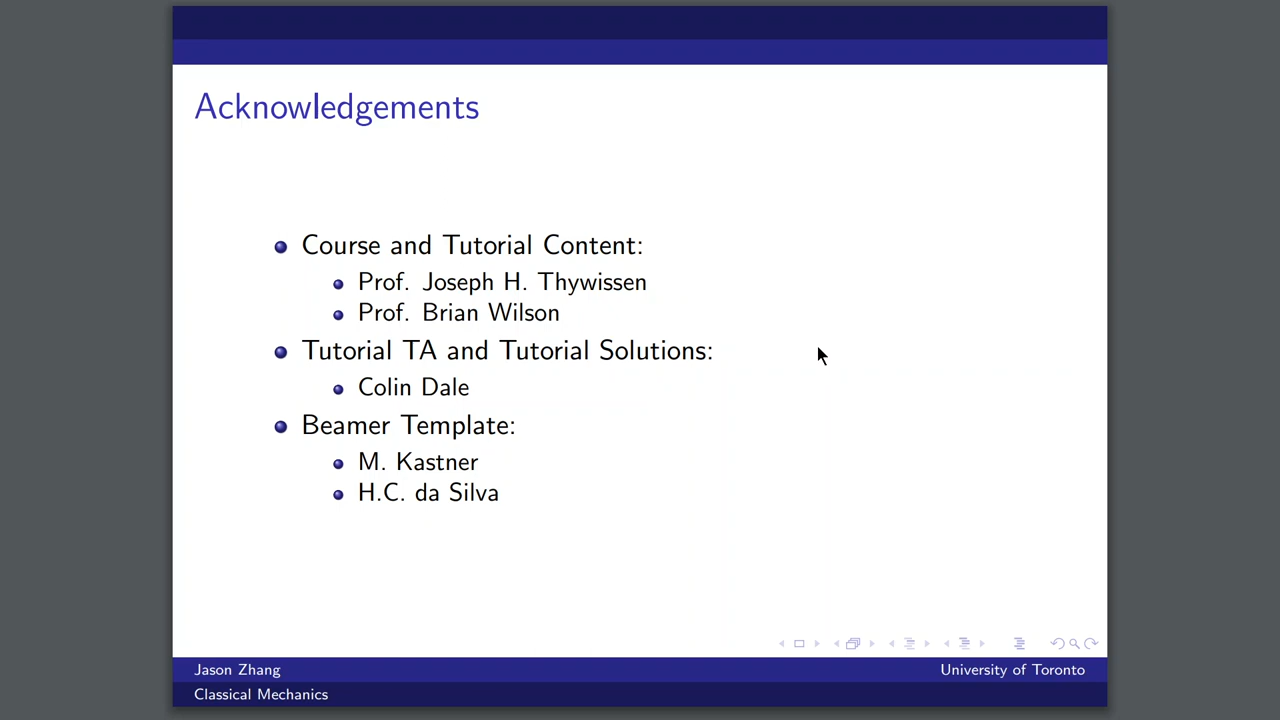 Acknowledgements
Course and Tutorial Content:
Prof. Joseph H. Thywissen
Prof. Brian Wilson
Tutorial TA and Tutorial Solutions:
Colin Dale
Beamer Template:
M. Kastner
H.C. da Silva
Jason Zhang
University of Toronto
Classical Mechanics